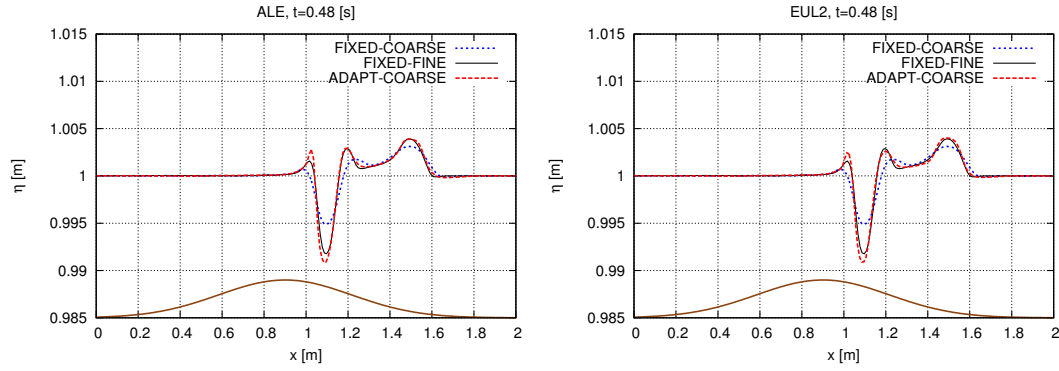 ALE, t=0.48 [s]
1.015
1.01
1.005
1
0.995
0.99
0.985
η [m]
FIXED-COARSE
FIXED-FINE
ADAPT-COARSE
0 0.2 0.4 0.6 0.8 1 1.2 1.4 1.6 1.8 2
x [m]
EUL2, t=0.48 [s]
1.015
1.01
1.005
1
0.995
0.99
0.985
η [m]
FIXED-COARSE
FIXED-FINE
ADAPT-COARSE
0 0.2 0.4 0.6 0.8 1 1.2 1.4 1.6 1.8 2
x [m]